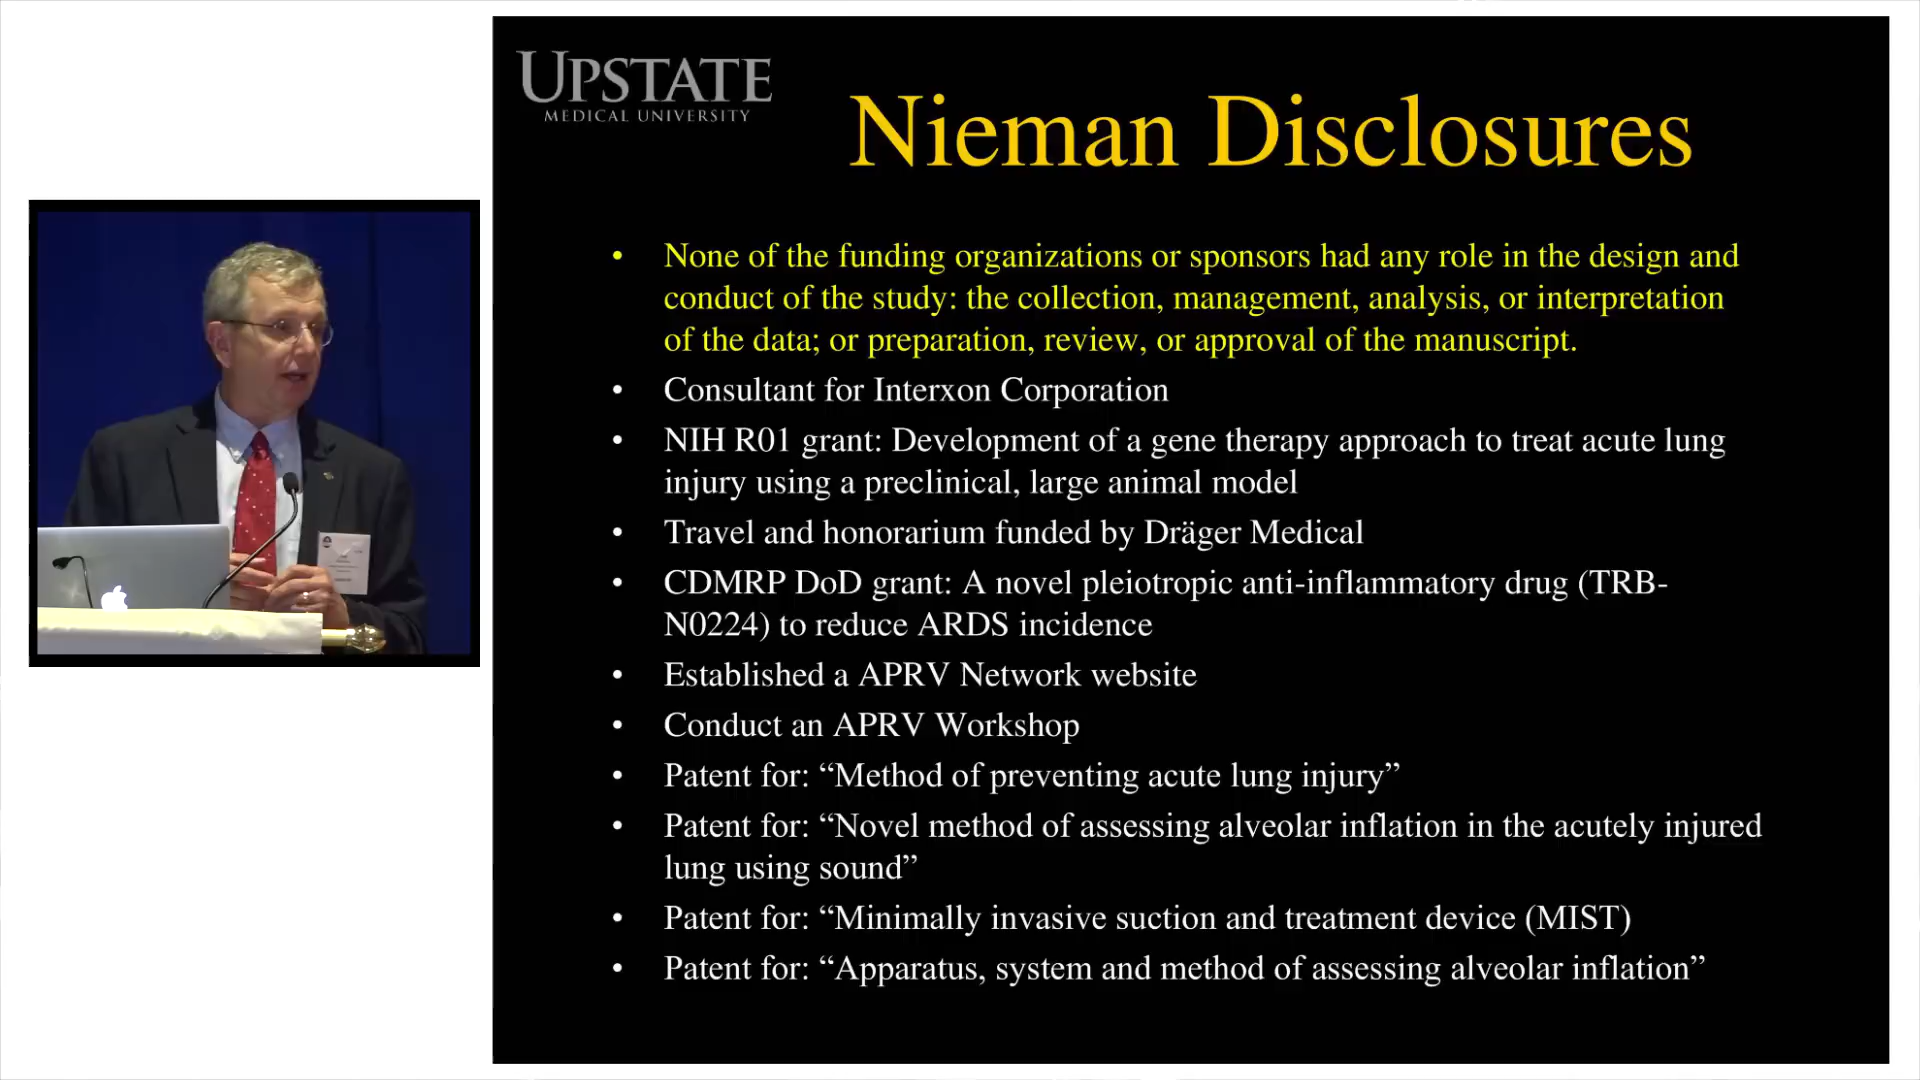 UPSTATE
MEDICAL UNIVERSITY
Nieman Disclosures
• None of the funding organizations or sponsors had any role in the design and
conduct of the study: the collection, management, analysis, or interpretation
of the data; or preparation, review, or approval of the manuscript.
• Consultant for Interxon Corporation
• NIH R01 grant: Development of a gene therapy approach to treat acute lung
injury using a preclinical, large animal model
• Travel and honorarium funded by Dräger Medical
• CDMRP DoD grant: A novel pleiotropic anti-inflammatory drug (TRB-
N0224) to reduce ARDS incidence
• Established a APRV Network website
• Conduct an APRV Workshop
• Patent for: “Method of preventing acute lung injury”
• Patent for: “Novel method of assessing alveolar inflation in the acutely injured
lung using sound”
• Patent for: “Minimally invasive suction and treatment device (MIST)
• Patent for: “Apparatus, system and method of assessing alveolar inflation”